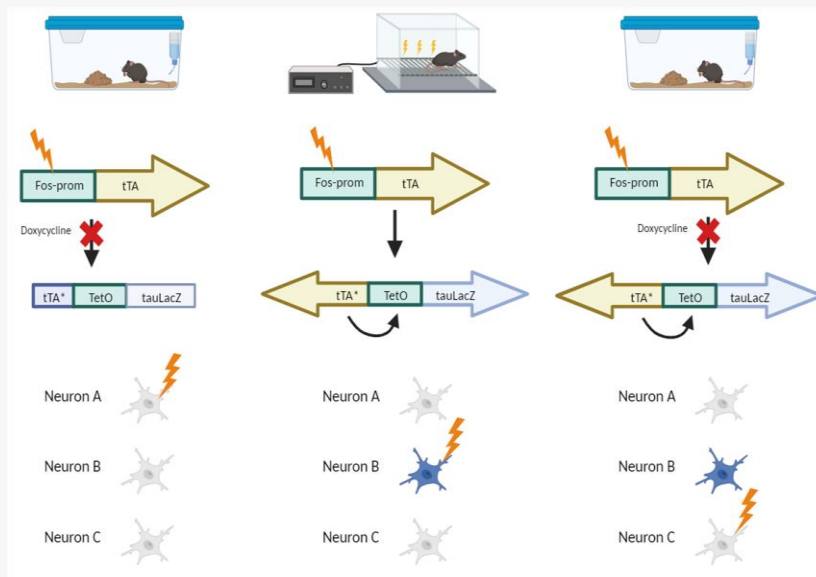 Fos-prom tTA
Doxycycline
tTA* TetO tauLacZ
Neuron A
Neuron B
Neuron C
Fos-prom tTA
tTA* TetO tauLacZ
Neuron A
Neuron B
Neuron C
Fos-prom tTA
Doxycycline
tTA* TetO tauLacZ
Neuron A
Neuron B
Neuron C